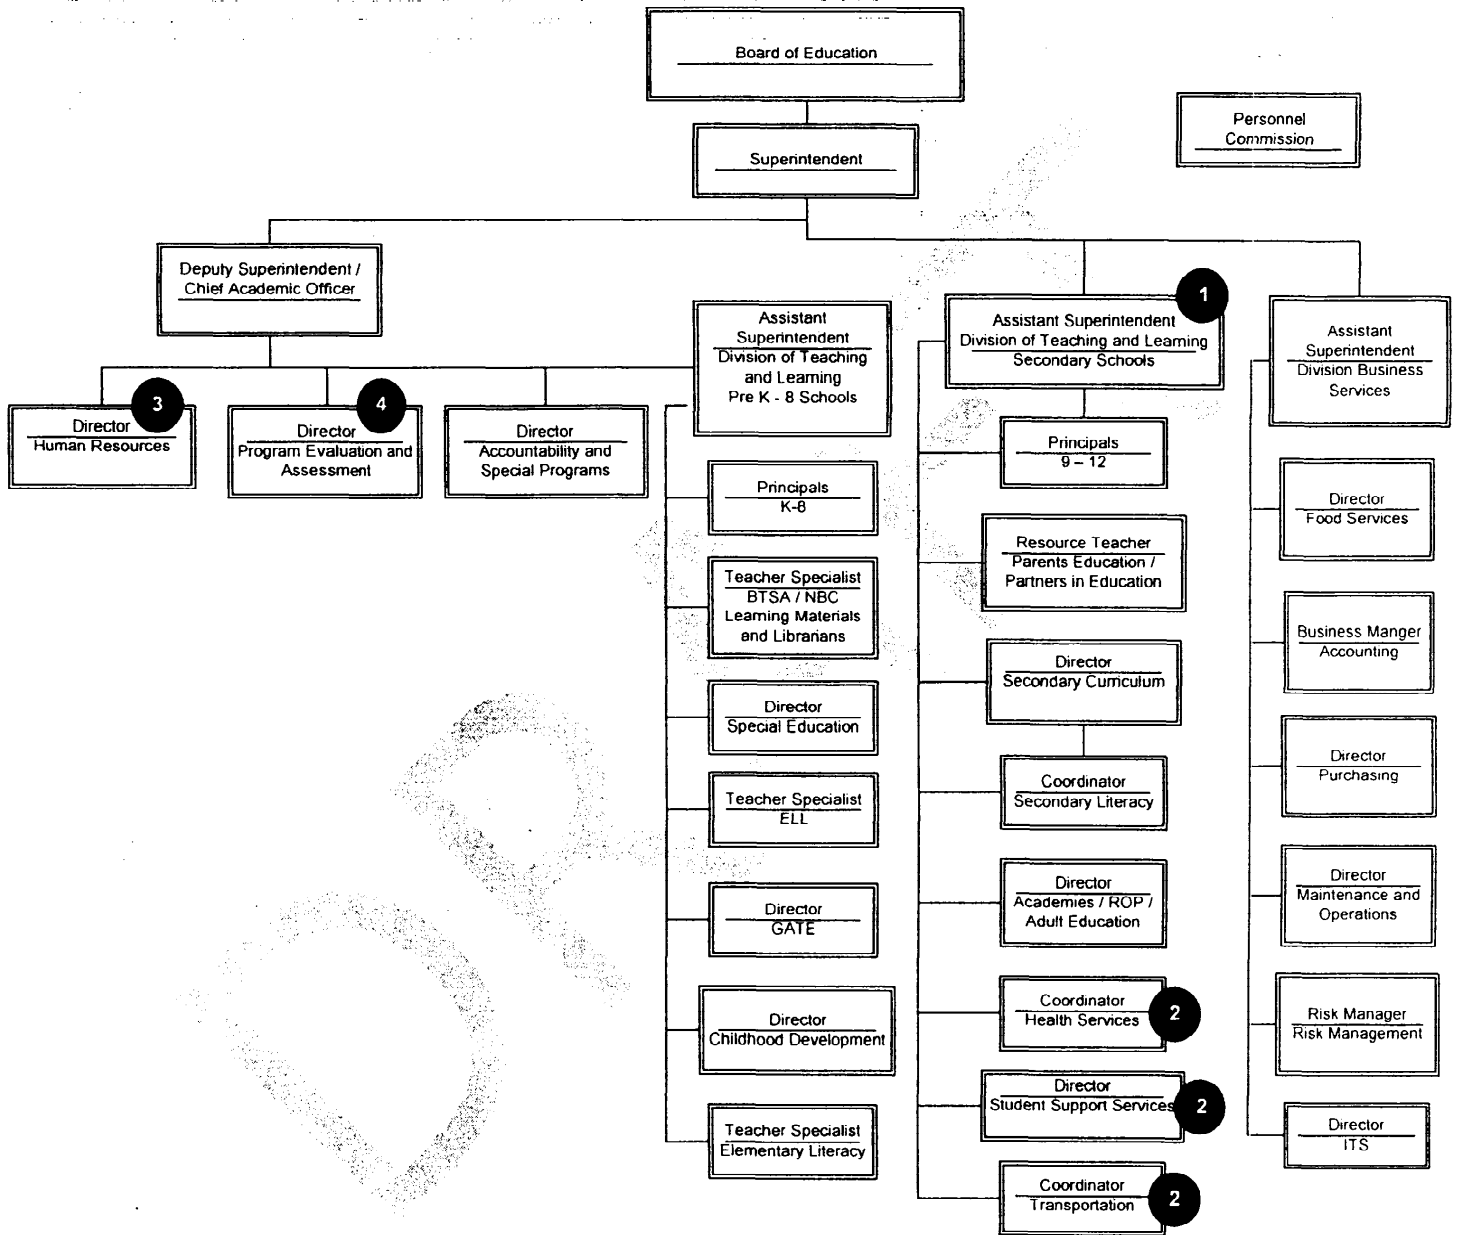 Board of Education
Personnel
Commission
Superintendent
Deputy Superintendent /
Chief Academic Officer
1
Assistant
Superintendent
Division of Teaching
and Learning
Pre K - 8 Schools
Assistant Superintendent
Division of Teaching and Learning
Secondary Schools
Assistant
Superintendent
Division Business
Services
3
Director
Human Resources
4
Director
Program Evaluation and
Assessment
Director
Accountability and
Special Programs
Principals
K-8
Teacher Specialist
BTSA / NBC
Learning Materials
and Librarians
Director
Special Education
Teacher Specialist
ELL
Director
GATE
Director
Childhood Development
Teacher Specialist
Elementary Literacy
Principals
9 – 12
Resource Teacher
Parents Education /
Partners in Education
Director
Secondary Curriculum
Coordinator
Secondary Literacy
Director
Academies / ROP /
Adult Education
Coordinator
Health Services
2
Director
Student Support Services
2
Coordinator
Transportation
2
Director
Food Services
Business Manger
Accounting
Director
Purchasing
Director
Maintenance and
Operations
Risk Manager
Risk Management
Director
ITS